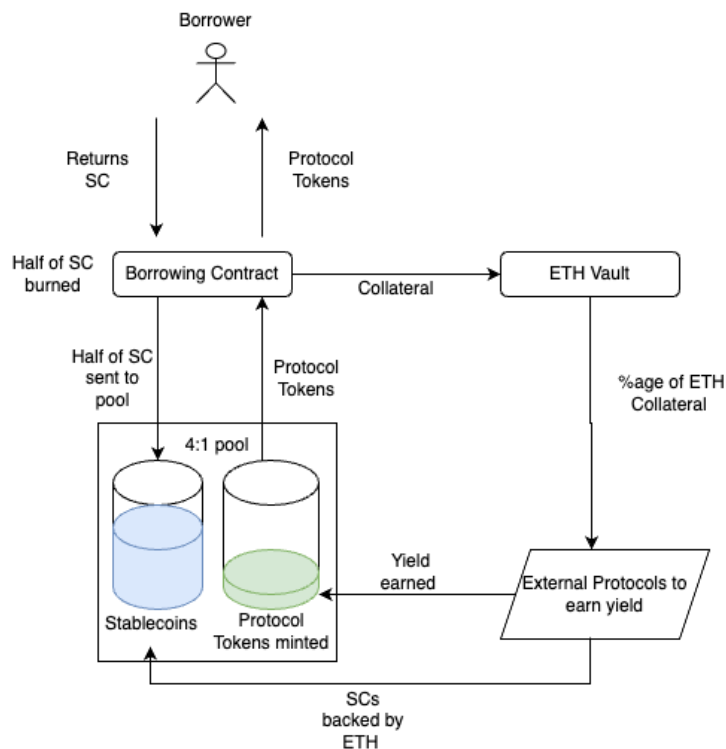 Borrower
Returns
SC
Protocol
Tokens
Half of SC
burned
Borrowing Contract
Collateral
ETH Vault
Half of SC
sent to
pool
Protocol
Tokens
%age of ETH
Collateral
4:1 pool
Yield
earned
External Protocols to
earn yield
Stablecoins
Protocol
Tokens minted
SCs
backed by
ETH